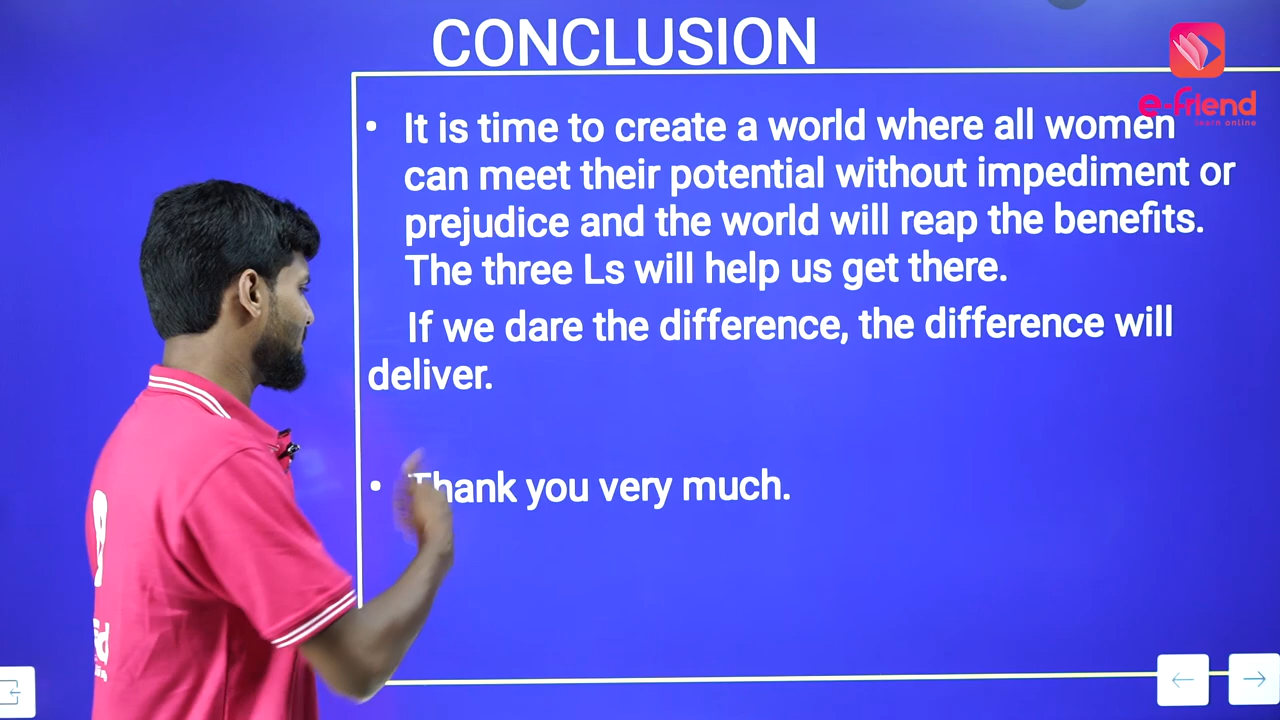 CONCLUSION
e-friend
learn online
• It is time to create a world where all women
can meet their potential without impediment or
prejudice and the world will reap the benefits.
The three Ls will help us get there.
If we dare the difference, the difference will
deliver.
• Thank you very much.